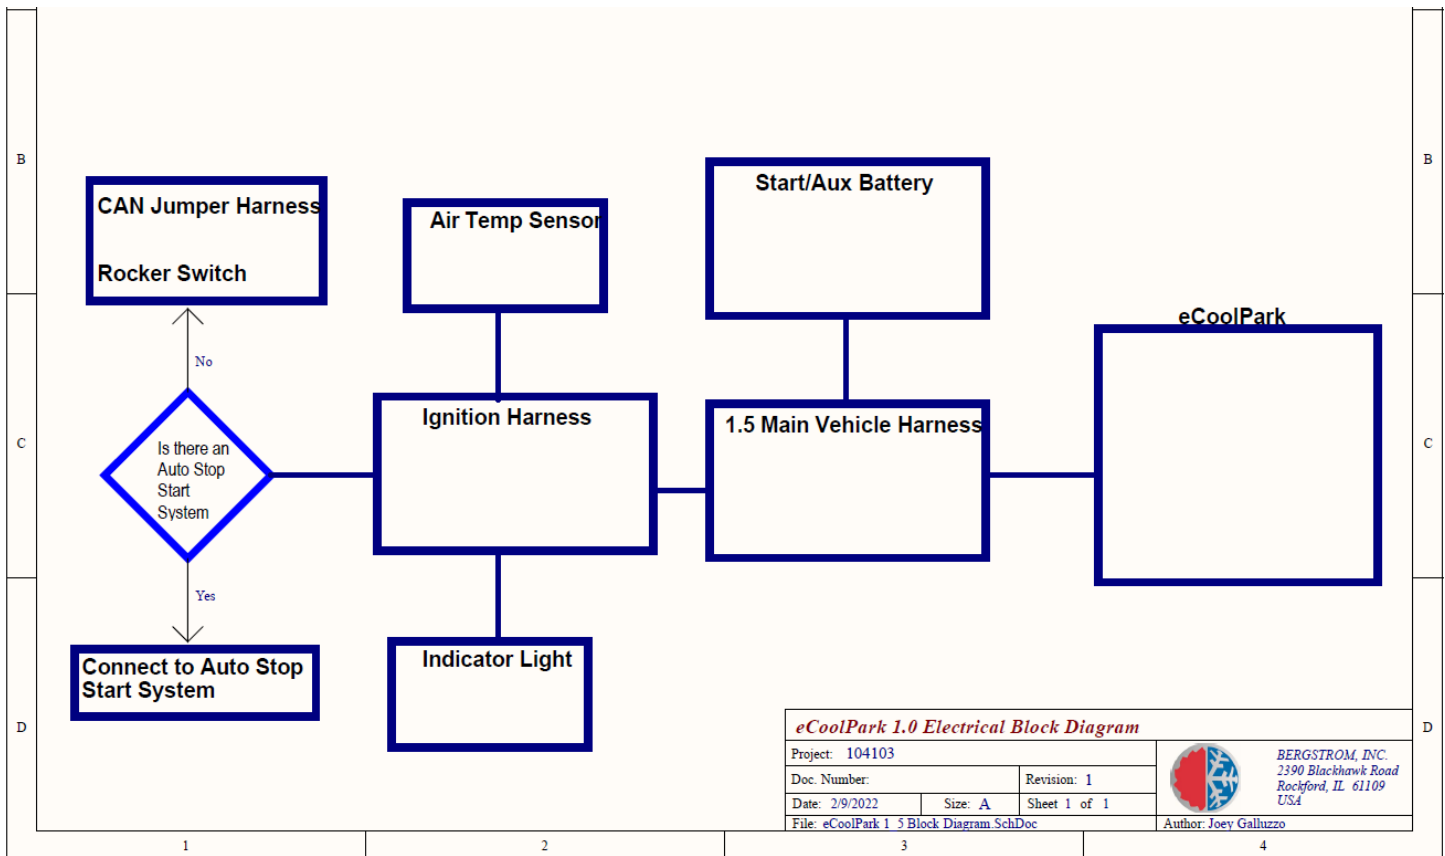 B
B
CAN Jumper Harness
Rocker Switch
Air Temp Sensor
Start/Aux Battery
eCoolPark
No
Ignition Harness
1.5 Main Vehicle Harness
C
C
Is there an
Auto Stop
Start
System
Yes
Connect to Auto Stop
Start System
Indicator Light
D
D
eCoolPark 1.0 Electrical Block Diagram
Project: 104103
Doc. Number:
Revision: 1
Date: 2/9/2022
Size: A
Sheet 1 of 1
File: eCoolPark 1 5 Block Diagram.SchDoc
BERGSTROM, INC.
2390 Blackhawk Road
Rockford, IL 61109
USA
Author: Joey Galluzzo
1
2
3
4